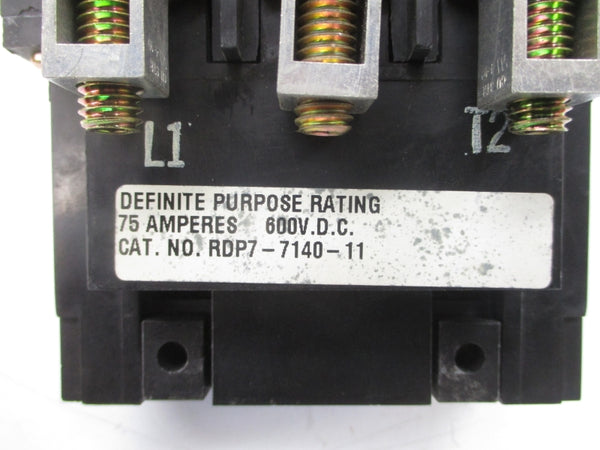 L1
T2
DEFINITE PURPOSE RATING
75 AMPERES 600V.D.C.
CAT. NO. RDP7-7140-11